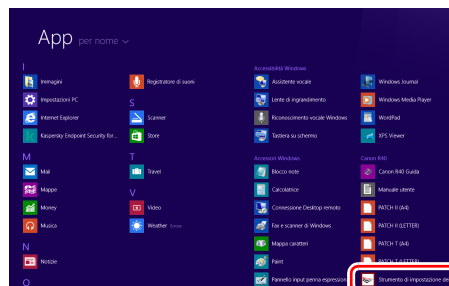 App per nome
I
Immagini
Impostazioni PC
Internet Explorer
Kaspersky Endpoint Security for...
M
Mail
Mappe
Money
Musica
N
Notizie
O
Registratore di suoni
S
Scanner
Store
T
Travel
V
Video
Weather
Accessibilità Windows
Assistente vocale
Lente di ingrandimento
Riconoscimento vocale Windows
Tastiera su schermo
Accessori Windows
Blocco note
Calcolatrice
Connessione Desktop remoto
Fax e scanner di Windows
Mappa caratteri
Paint
Pannello input penna espressioni
Windows Journal
Windows Media Player
WordPad
XPS Viewer
Canon R40
Canon R40 Guida
Manuale utente
PATCH II (A4)
PATCH II (LETTER)
PATCH T (A4)
PATCH T (LETTER)
Strumento di impostazione de